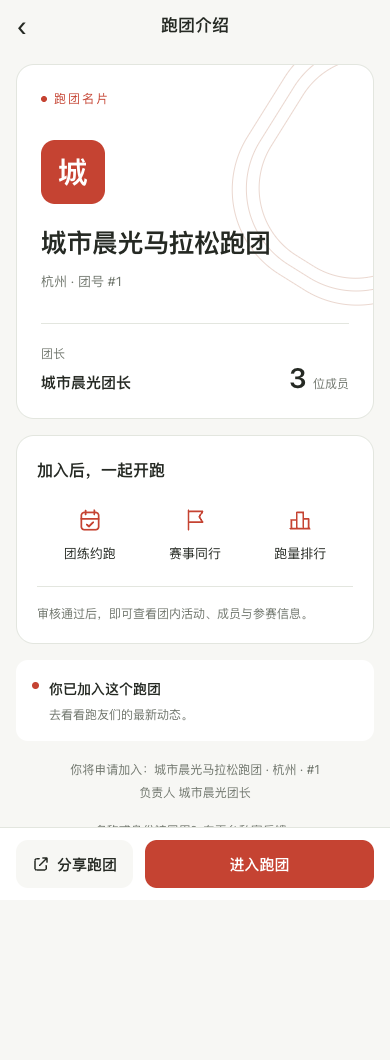 跑团介绍
跑团名片
城
城市晨光马拉松跑团
杭州 · 团号 #1
团长
城市晨光团长
3 位成员
加入后，一起开跑
团练约跑
赛事同行
跑量排行
审核通过后，即可查看团内活动、成员与参赛信息。
你已加入这个跑团
去看看跑友们的最新动态。
你将申请加入：城市晨光马拉松跑团 · 杭州 · #1
负责人 城市晨光团长
分享跑团
进入跑团